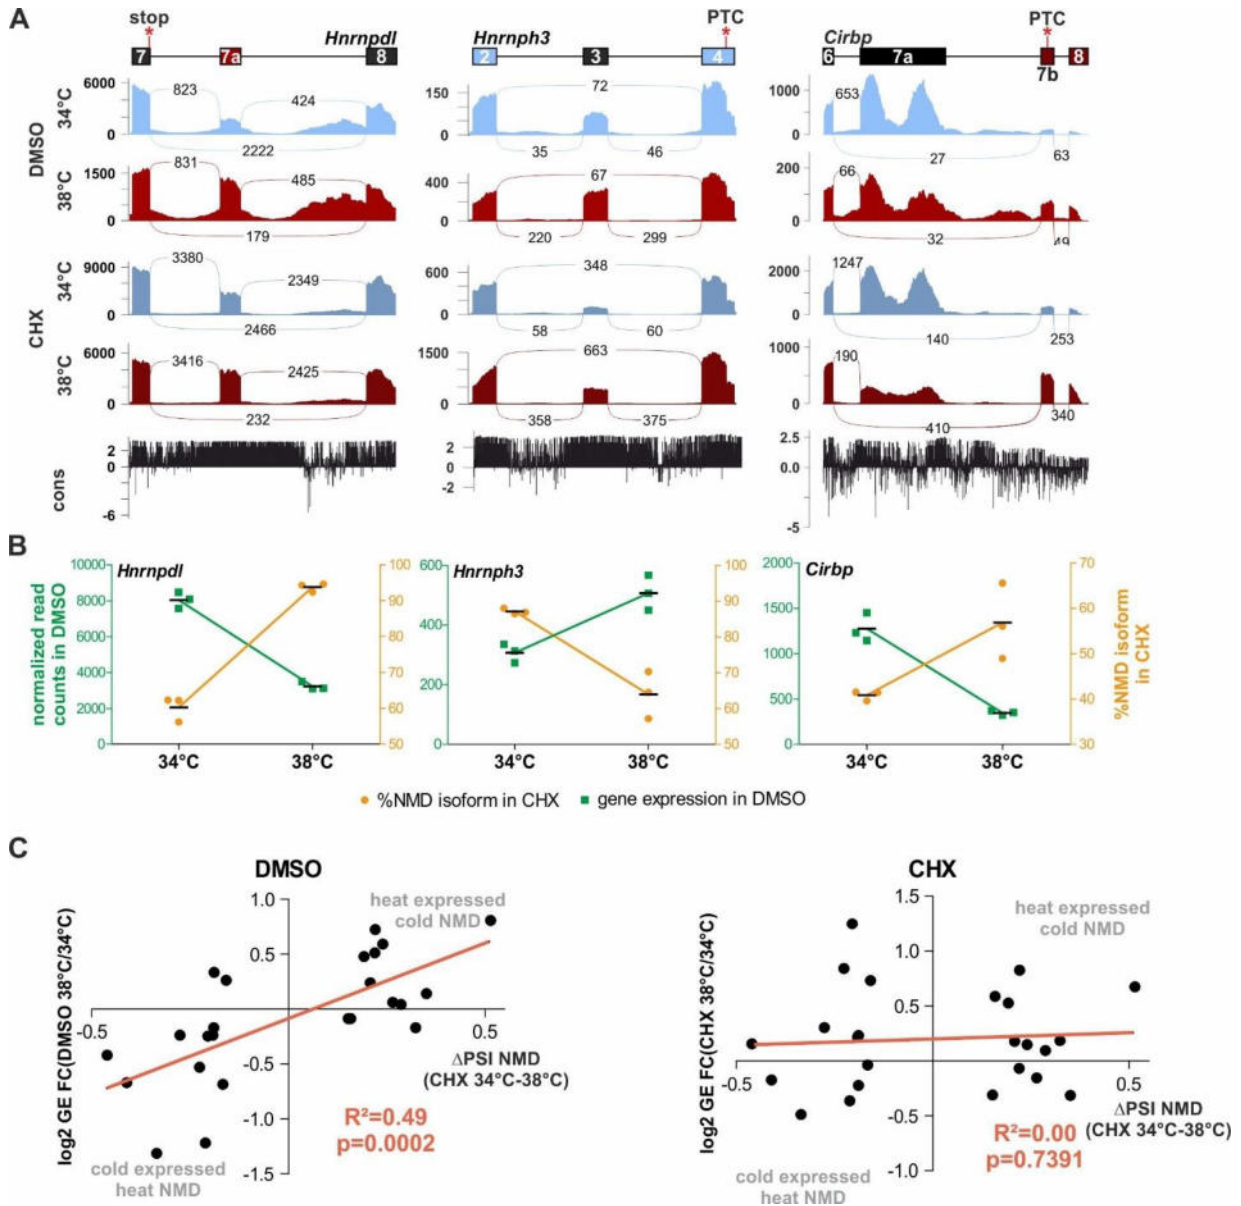 A
stop
PTC
PTC
Hnrnpdl
Hnrnph3
Cirbp
7
7a
8
2
3
4
6
7a
8
7b
DMSO
34°C
6000
0
823
424
2222
150
0
72
35
46
1000
0
653
27
63
38°C
1500
0
831
485
179
400
0
67
220
299
200
0
66
32
49
CHX
34°C
9000
0
3380
2349
2466
600
0
348
58
60
2000
0
1247
140
253
38°C
6000
0
3416
2425
232
1500
0
663
358
375
1000
0
190
410
340
cons
2
0
-6
2
0
-2
2.5
0.0
-5
B
normalized read
counts in DMSO
10000
8000
6000
4000
2000
0
Hnrnpdl
100
90
80
70
60
50
34°C
38°C
600
400
200
0
Hnrnph3
100
90
80
70
60
50
34°C
38°C
2000
1500
1000
500
0
Cirbp
70
60
50
40
30
34°C
38°C
%NMD isoform
in CHX
%NMD isoform in CHX
gene expression in DMSO
C
DMSO
log2 GE FC(DMSO 38°C/34°C)
1.0
0.5
-0.5
-1.0
-1.5
-0.5
0.5
heat expressed
cold NMD
ΔPSI NMD
(CHX 34°C-38°C)
R²=0.49
p=0.0002
cold expressed
heat NMD
CHX
log2 GE FC(CHX 38°C/34°C)
1.5
1.0
0.5
-0.5
-1.0
-0.5
0.5
heat expressed
cold NMD
ΔPSI NMD
(CHX 34°C-38°C)
R²=0.00
p=0.7391
cold expressed
heat NMD